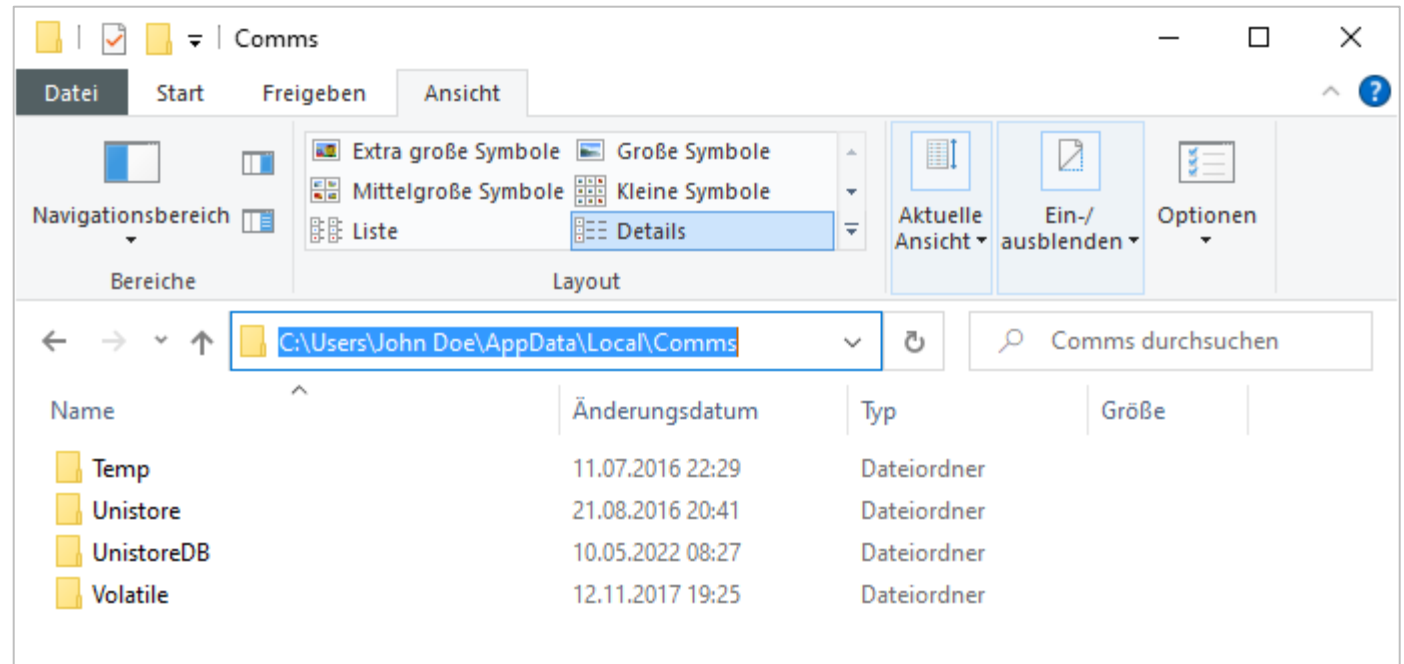 Comms
Datei Start Freigeben Ansicht
Extra große Symbole Große Symbole
Mittelgroße Symbole Kleine Symbole
Liste Details
Navigationsbereich
Aktuelle Ansicht
Ein-/ ausblenden
Optionen
Bereiche Layout
C:\Users\John Doe\AppData\Local\Comms Comms durchsuchen
Name Änderungsdatum Typ Größe
Temp 11.07.2016 22:29 Dateiordner
Unistore 21.08.2016 20:41 Dateiordner
UnistoreDB 10.05.2022 08:27 Dateiordner
Volatile 12.11.2017 19:25 Dateiordner